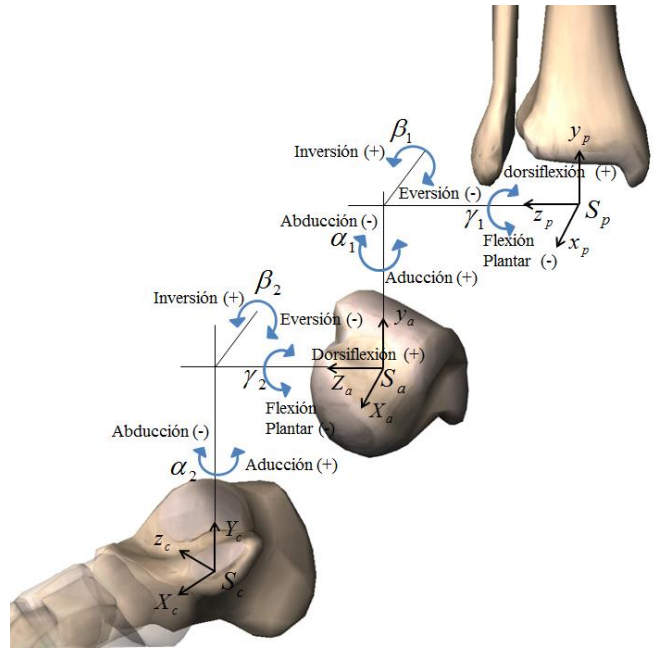 β₁
Inversión (+)
Eversión (-)
y_p
dorsiflexión (+)
Abducción (-)
γ₁
z_p
S_p
α₁
Flexión
Plantar (-)
x_p
Aducción (+)
β₂
Inversión (+)
Eversión (-)
y_a
Dorsiflexión (+)
γ₂
Z_a
S_a
Flexión
Plantar (-)
X_a
Abducción (-)
α₂
Aducción (+)
Y_c
z_c
S_c
X_c